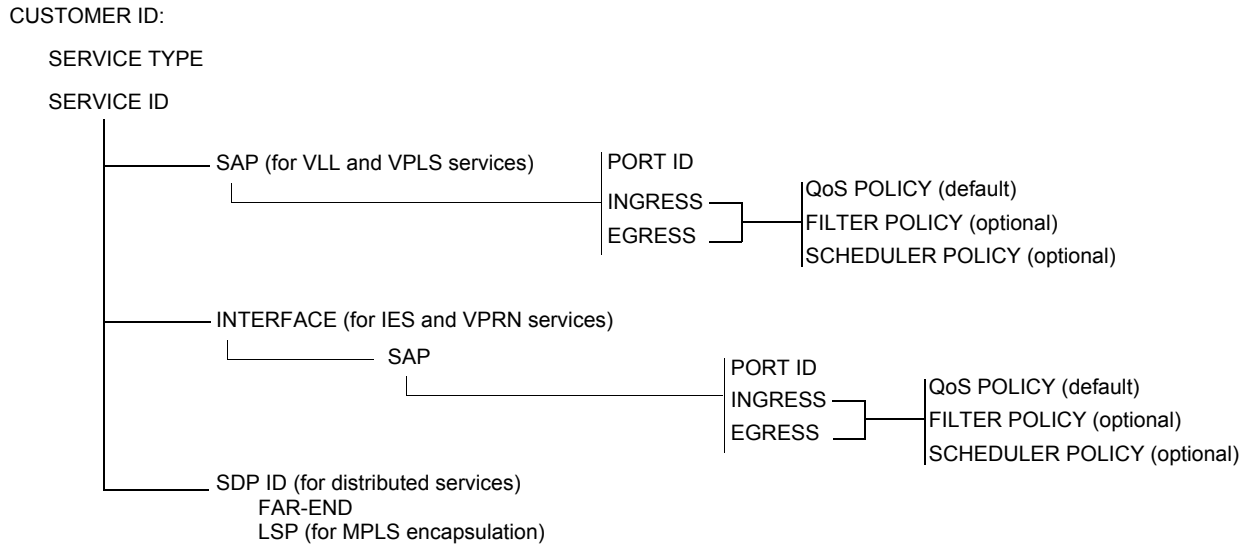 CUSTOMER ID:
SERVICE TYPE
SERVICE ID
SAP (for VLL and VPLS services)
PORT ID
INGRESS
EGRESS
QoS POLICY (default)
FILTER POLICY (optional)
SCHEDULER POLICY (optional)
INTERFACE (for IES and VPRN services)
SAP
PORT ID
INGRESS
EGRESS
QoS POLICY (default)
FILTER POLICY (optional)
SCHEDULER POLICY (optional)
SDP ID (for distributed services)
FAR-END
LSP (for MPLS encapsulation)